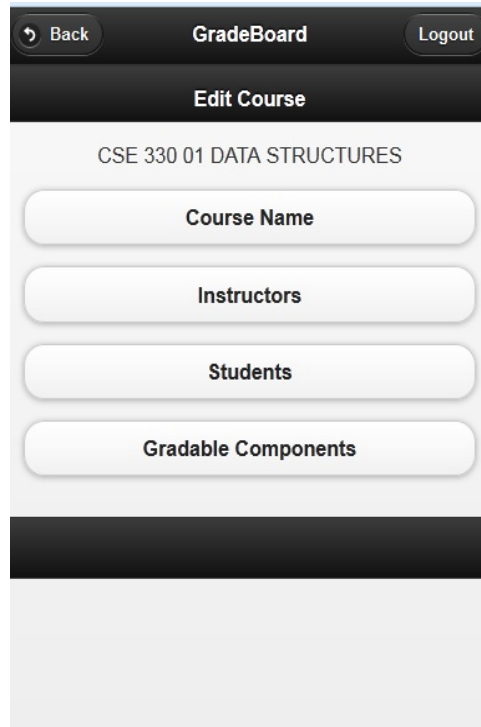 Back GradeBoard Logout
Edit Course
CSE 330 01 DATA STRUCTURES
Course Name
Instructors
Students
Gradable Components